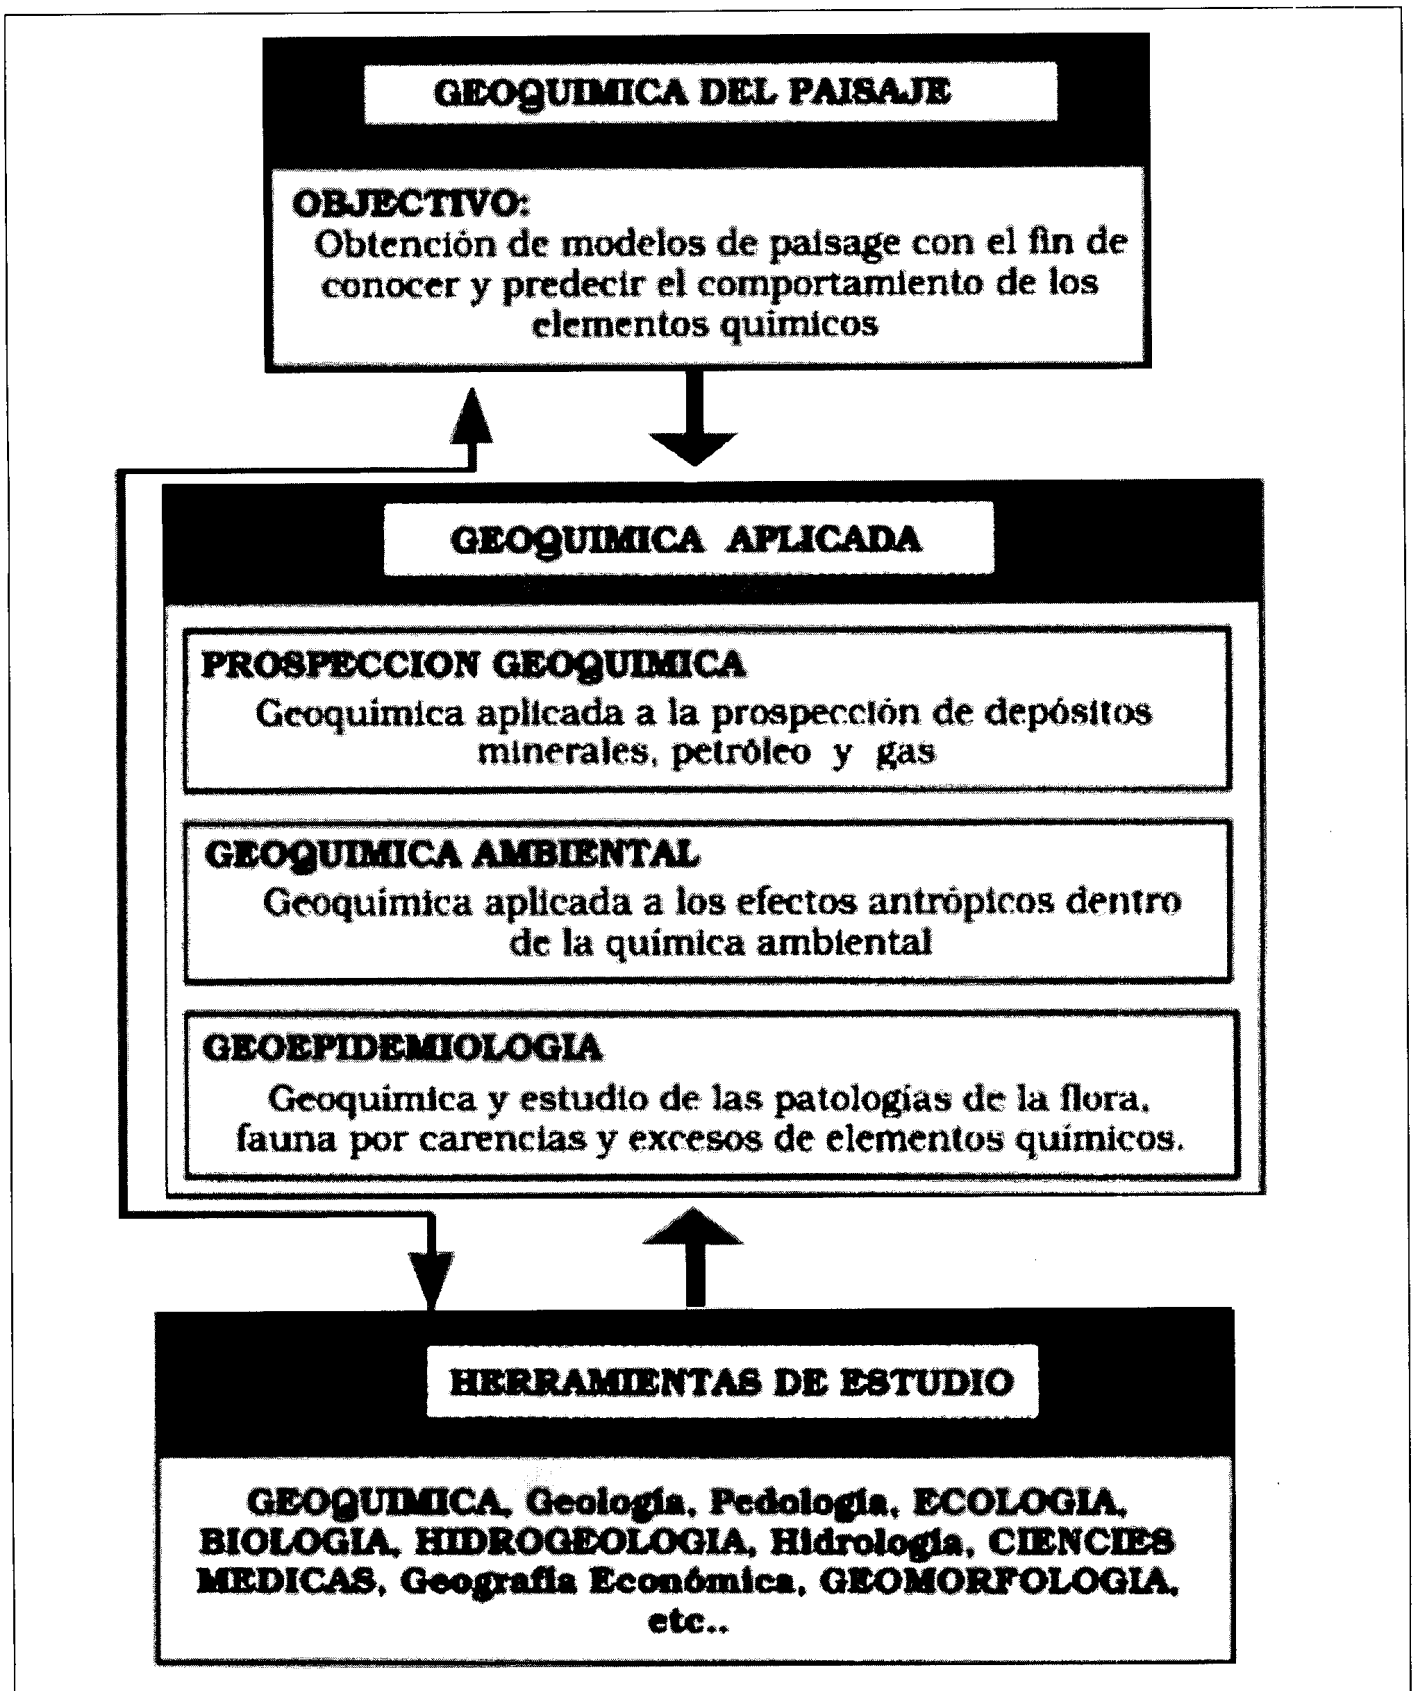 GEOQUIMICA DEL PAISAJE
OBJECTIVO:
Obtención de modelos de paisage con el fin de
conocer y predecir el comportamiento de los
elementos químicos
GEOQUIMICA APLICADA
PROSPECCION GEOQUIMICA
Geoquímica aplicada a la prospección de depósitos
minerales, petróleo y gas
GEOQUIMICA AMBIENTAL
Geoquímica aplicada a los efectos antrópicos dentro
de la química ambiental
GEOEPIDEMIOLOGIA
Geoquimica y estudio de las patologías de la flora,
fauna por carencias y excesos de elementos químicos.
HERRAMIENTAS DE ESTUDIO
GEOQUIMICA, Geología, Pedología, ECOLOGIA,
BIOLOGIA, HIDROGEOLOGIA, Hidrología, CIENCIES
MEDICAS, Geografía Económica, GEOMORFOLOGIA,
etc..